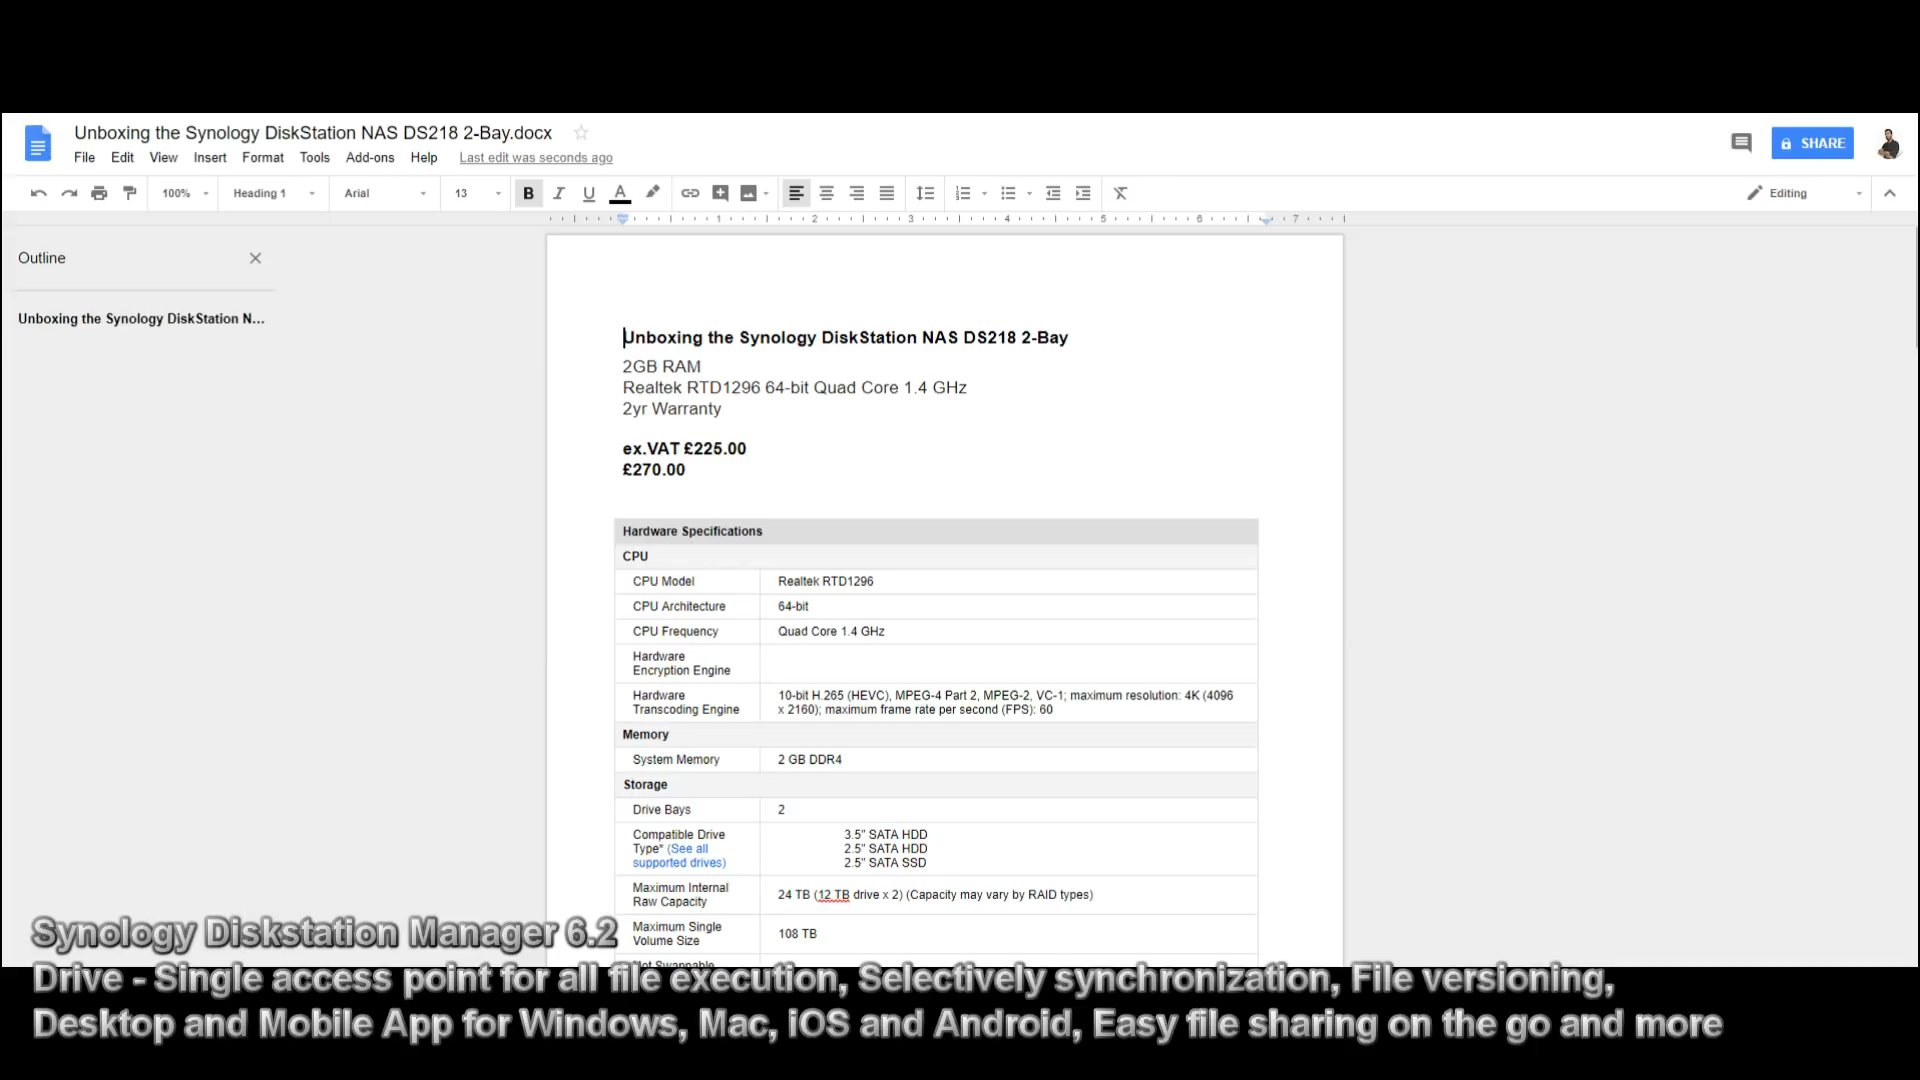 Unboxing the Synology DiskStation NAS DS218 2-Bay.docx
File Edit View Insert Format Tools Add-ons Help Last edit was seconds ago
SHARE
100% Heading 1 Arial 13 B I U A Editing
1 2 3 4 5 6 7
Outline
Unboxing the Synology DiskStation N...
Unboxing the Synology DiskStation NAS DS218 2-Bay
2GB RAM
Realtek RTD1296 64-bit Quad Core 1.4 GHz
2yr Warranty
ex.VAT £225.00
£270.00
Hardware Specifications
CPU
CPU Model Realtek RTD1296
CPU Architecture 64-bit
CPU Frequency Quad Core 1.4 GHz
Hardware
Encryption Engine
Hardware 10-bit H.265 (HEVC), MPEG-4 Part 2, MPEG-2, VC-1; maximum resolution: 4K (4096
Transcoding Engine x 2160); maximum frame rate per second (FPS): 60
Memory
System Memory 2 GB DDR4
Storage
Drive Bays 2
Compatible Drive 3.5" SATA HDD
Type* (See all 2.5" SATA HDD
supported drives) 2.5" SATA SSD
Maximum Internal
Raw Capacity 24 TB (12 TB drive x 2) (Capacity may vary by RAID types)
Maximum Single
Volume Size 108 TB
Hot Swappable
Synology Diskstation Manager 6.2
Drive - Single access point for all file execution, Selectively synchronization, File versioning,
Desktop and Mobile App for Windows, Mac, iOS and Android, Easy file sharing on the go and more